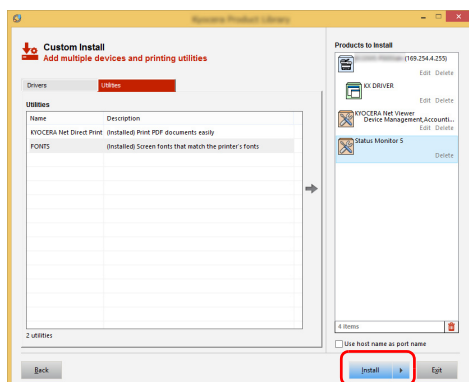 Kyocera Product Library
Custom Install
Add multiple devices and printing utilities
Drivers
Utilities
Utilities
Name
Description
KYOCERA Net Direct Print
(Installed) Print PDF documents easily
FONTS
(Installed) Screen fonts that match the printer's fonts
2 utilities
Products to Install
(169.254.4.255)
Edit Delete
KX DRIVER
Edit Delete
KYOCERA Net Viewer
Device Management,Accounti...
Edit Delete
Status Monitor 5
Delete
4 items
Use host name as port name
Back
Install
Exit